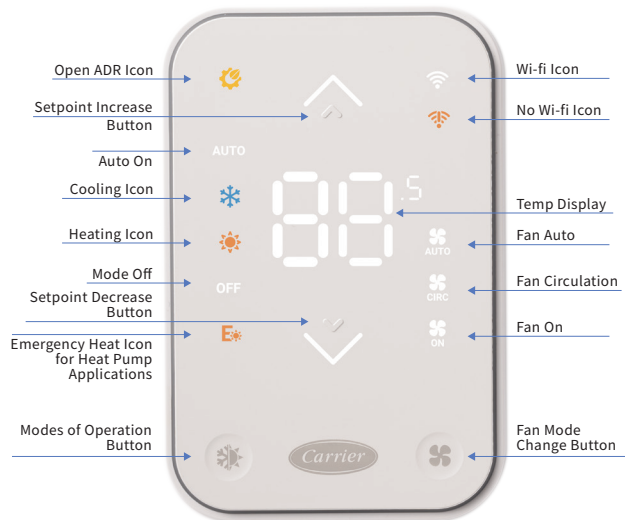 Open ADR Icon
Setpoint Increase
Button
Auto On
Cooling Icon
Heating Icon
Mode Off
Setpoint Decrease
Button
Emergency Heat Icon
for Heat Pump
Applications
Modes of Operation
Button
AUTO
OFF
E
88
.5
AUTO
CIRC
ON
Carrier
Wi-fi Icon
No Wi-fi Icon
Temp Display
Fan Auto
Fan Circulation
Fan On
Fan Mode
Change Button